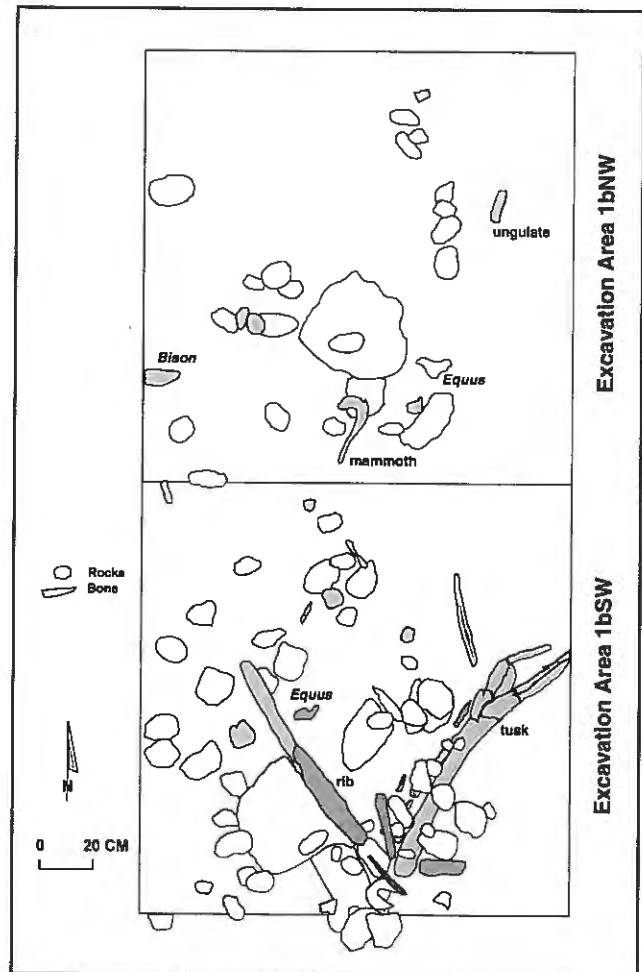 ungulate
Bison
Equus
mammoth
Excavation Area 1bNW
Rocks
Bone
Equus
tusk
rib
N
0 20 CM
Excavation Area 1bSW